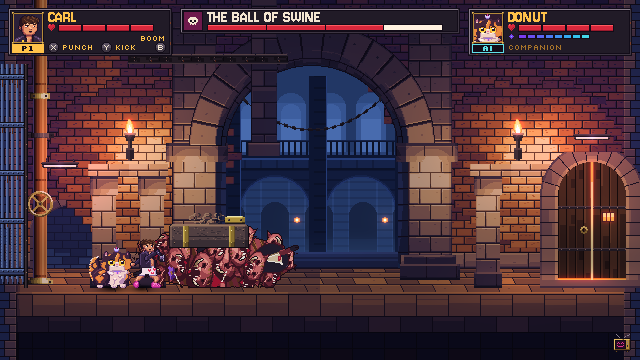 CARL
P1
BOOM
X PUNCH Y KICK B
THE BALL OF SWINE
DONUT
AI
COMPANION